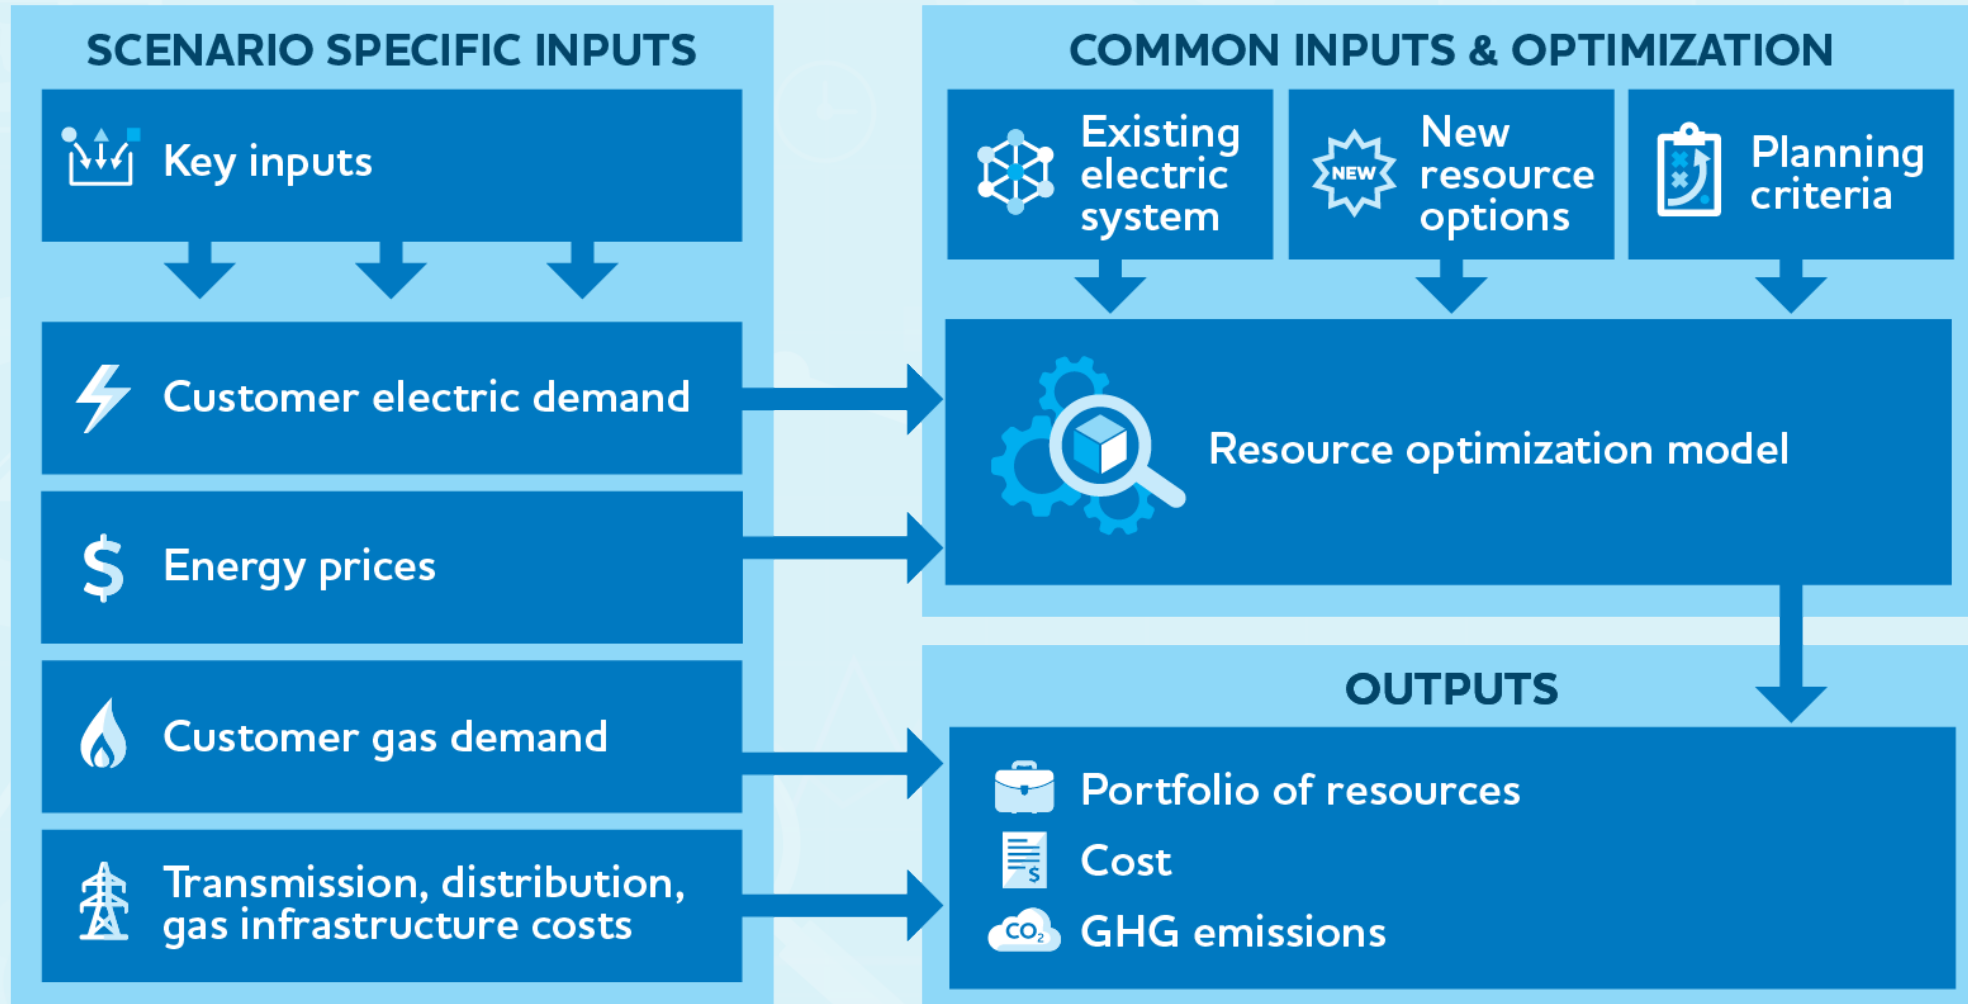 SCENARIO SPECIFIC INPUTS
Key inputs
Customer electric demand
$
Energy prices
Customer gas demand
Transmission, distribution,
gas infrastructure costs
COMMON INPUTS & OPTIMIZATION
Existing
electric
system
NEW
New
resource
options
Planning
criteria
Resource optimization model
OUTPUTS
Portfolio of resources
$
Cost
CO₂
GHG emissions